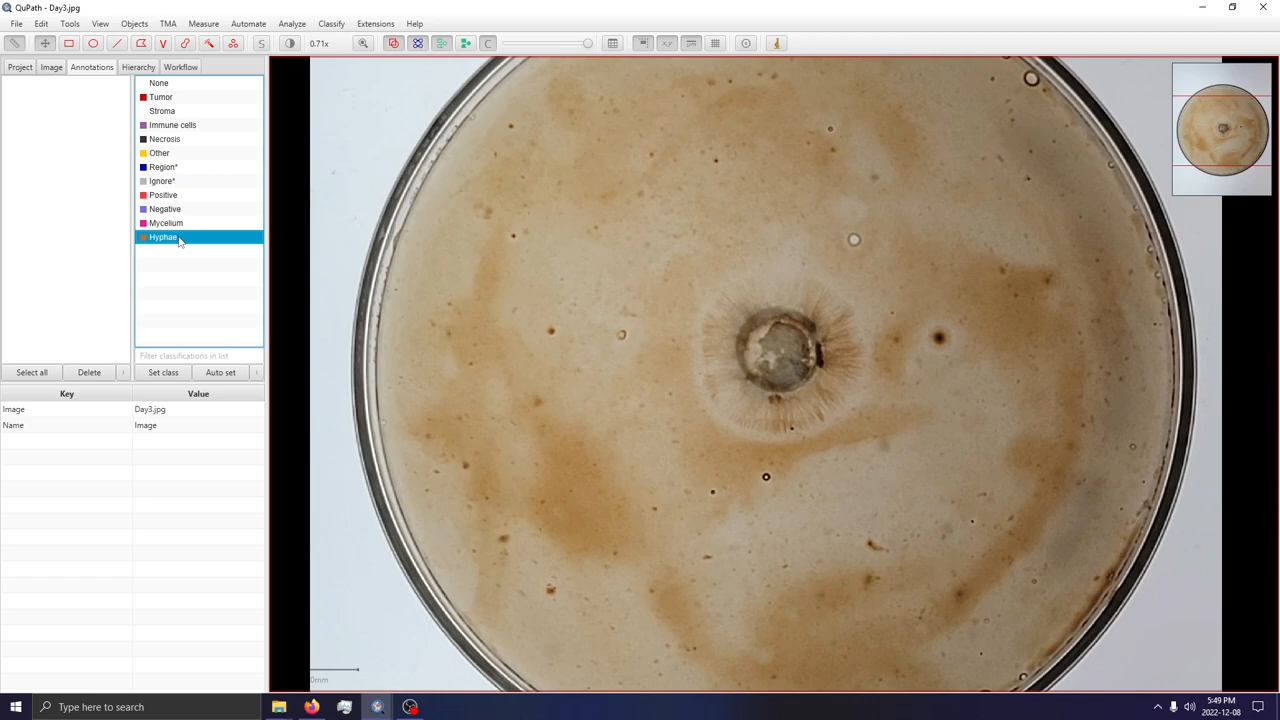 QuPath - Day3.jpg
File Edit Tools View Objects TMA Measure Automate Analyze Classify Extensions Help
V S 0.71x C x,y μm
Project Image Annotations Hierarchy Workflow
None
Tumor
Stroma
Immune cells
Necrosis
Other
Region*
Ignore*
Positive
Negative
Mycelium
Hyphae
Filter classifications in list
Select all Delete Set class Auto set
Key Value
Image Day3.jpg
Name Image
0mm
Type here to search
5:49 PM
2022-12-08